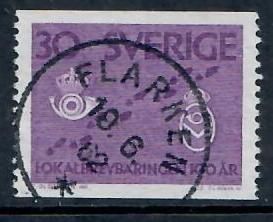 30 SVERIGE
FLARKEN
19.6.
62
LOKALBREVBÄRINGEN 100 ÅR